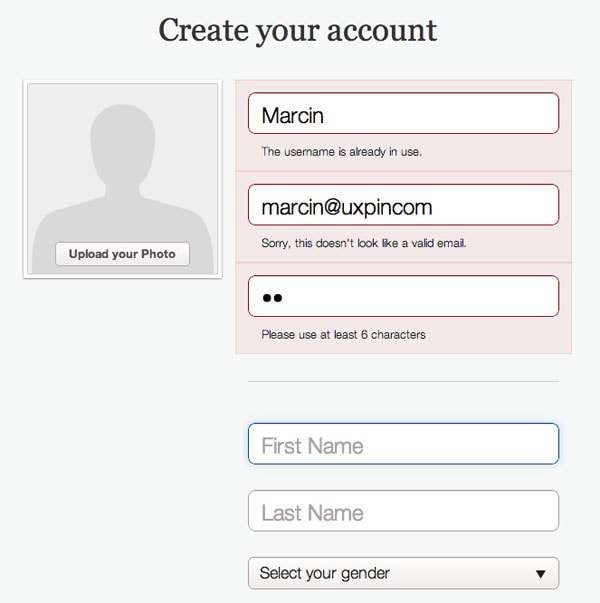 Create your account
Upload your Photo
Marcin
The username is already in use.
marcin@uxpincom
Sorry, this doesn't look like a valid email.
••
Please use at least 6 characters
First Name
Last Name
Select your gender